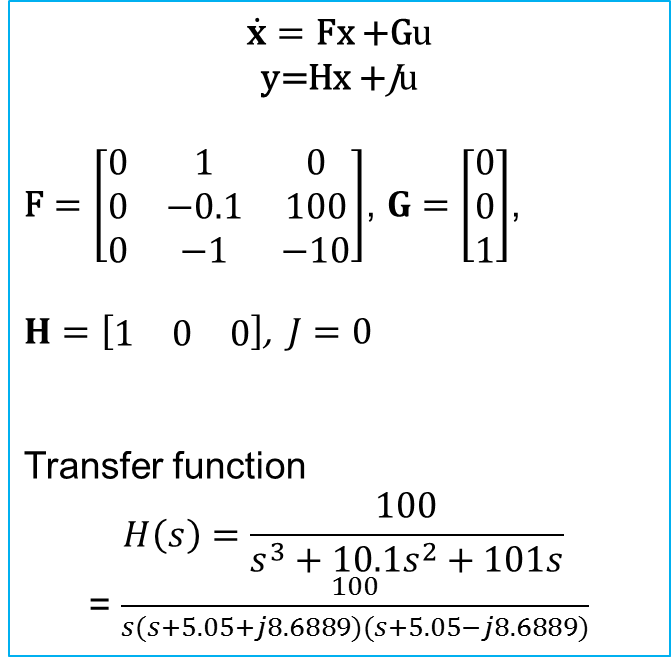 ẋ = Fx +Gu
y=Hx +Ju
F = [0 1 0; 0 −0.1 100; 0 −1 −10], G = [0; 0; 1],
H = [1 0 0], J = 0
Transfer function
H(s) = 100 / (s³ + 10.1s² + 101s)
= 100 / (s(s+5.05+j8.6889)(s+5.05−j8.6889))